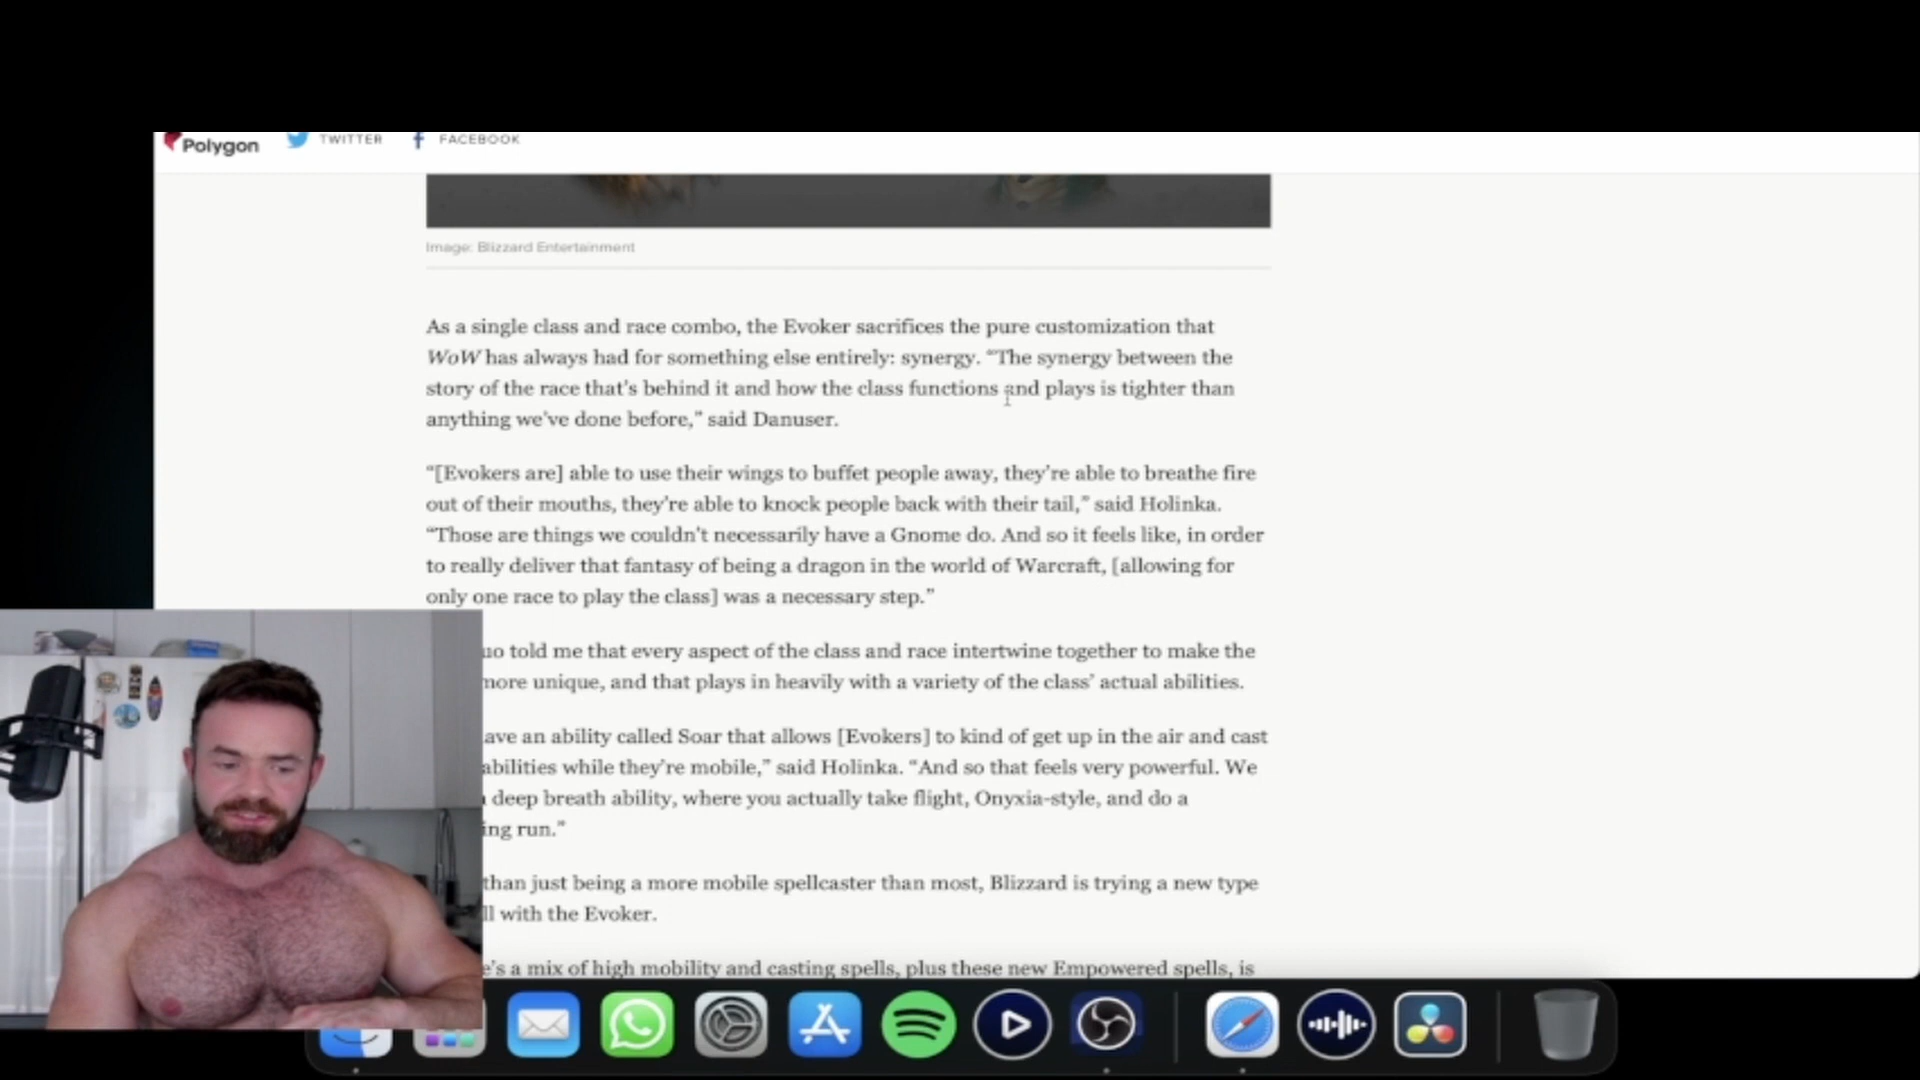 Polygon TWITTER FACEBOOK
Image: Blizzard Entertainment
As a single class and race combo, the Evoker sacrifices the pure customization that
WoW has always had for something else entirely: synergy. “The synergy between the
story of the race that’s behind it and how the class functions and plays is tighter than
anything we’ve done before,” said Danuser.
“[Evokers are] able to use their wings to buffet people away, they’re able to breathe fire
out of their mouths, they’re able to knock people back with their tail,” said Holinka.
“Those are things we couldn’t necessarily have a Gnome do. And so it feels like, in order
to really deliver that fantasy of being a dragon in the world of Warcraft, [allowing for
only one race to play the class] was a necessary step.”
told me that every aspect of the class and race intertwine together to make the
more unique, and that plays in heavily with a variety of the class’ actual abilities.
ave an ability called Soar that allows [Evokers] to kind of get up in the air and cast
abilities while they’re mobile,” said Holinka. “And so that feels very powerful. We
deep breath ability, where you actually take flight, Onyxia-style, and do a
ing run.”
than just being a more mobile spellcaster than most, Blizzard is trying a new type
ll with the Evoker.
e’s a mix of high mobility and casting spells, plus these new Empowered spells, is